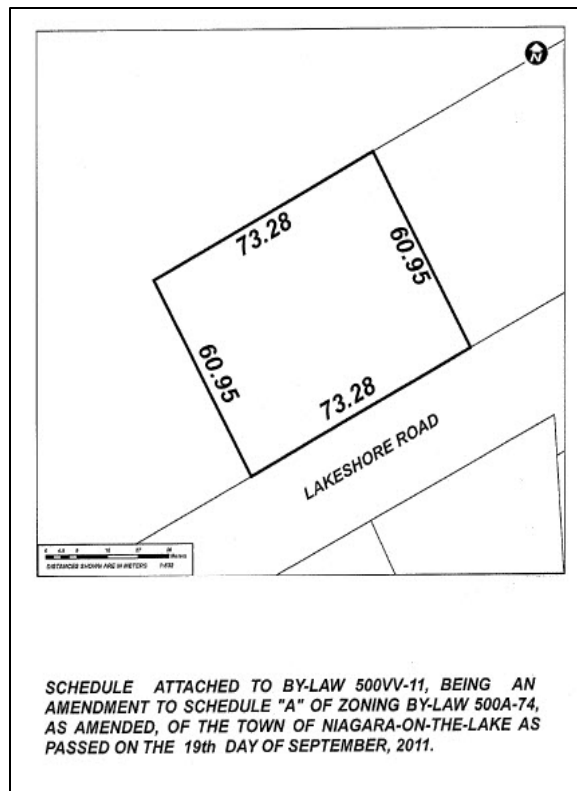 N
73.28
60.95
60.95
73.28
LAKESHORE ROAD
Meters
DISTANCES SHOWN ARE IN METERS
SCHEDULE ATTACHED TO BY-LAW 500VV-11, BEING AN
AMENDMENT TO SCHEDULE "A" OF ZONING BY-LAW 500A-74,
AS AMENDED, OF THE TOWN OF NIAGARA-ON-THE-LAKE AS
PASSED ON THE 19th DAY OF SEPTEMBER, 2011.